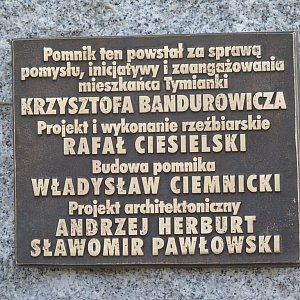 Pomnik ten powstał za sprawą
pomysłu, inicjatywy i zaangażowania
mieszkańca Tymianki
KRZYSZTOFA BANDUROWICZA
Projekt i wykonanie rzeźbiarskie
RAFAŁ CIESIELSKI
Budowa pomnika
WŁADYSŁAW CIEMNICKI
Projekt architektoniczny
ANDRZEJ HERBURT
SŁAWOMIR PAWŁOWSKI